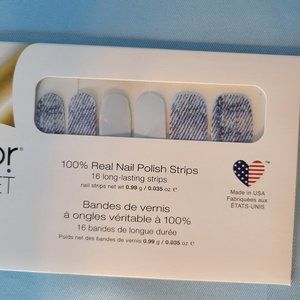 or®
ET
100% Real Nail Polish Strips
16 long-lasting strips
nail strips net wt 0.99 g / 0.035 oz ℮
Bandes de vernis
à ongles véritable à 100%
16 bandes de longue durée
Poids net des bandes de vernis 0.99 g / 0.035 oz ℮
™
Made in USA
Fabriquées aux
ÉTATS-UNIS